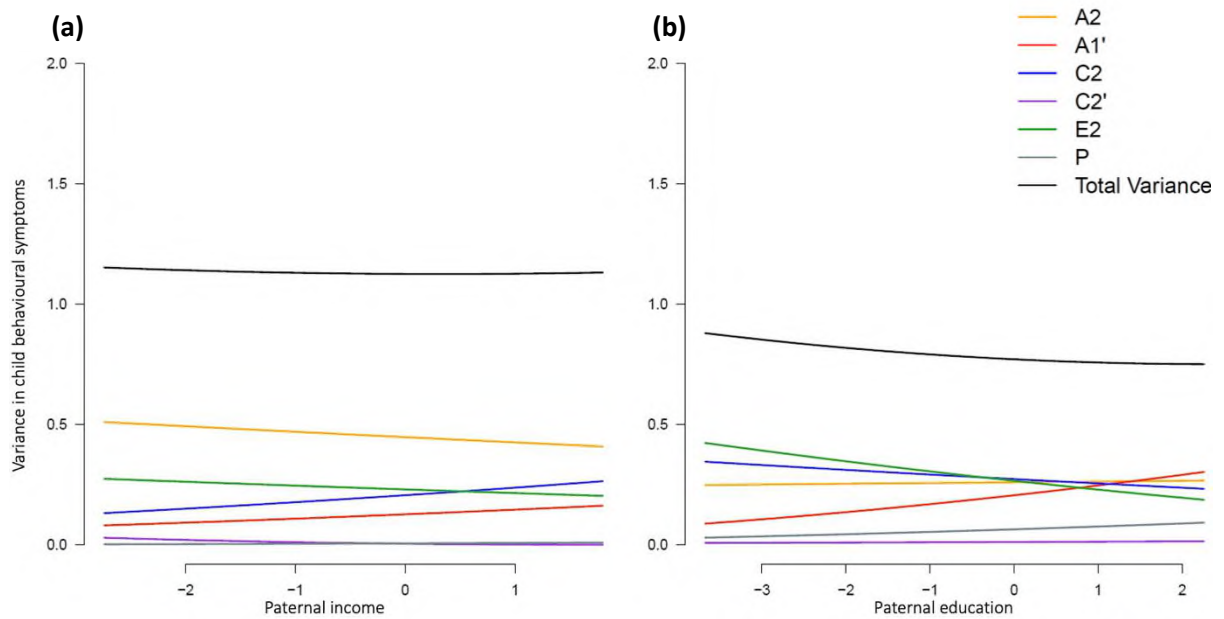 (a)
2.0
1.5
1.0
0.5
0.0
Variance in child behavioural symptoms
−2
−1
0
1
Paternal income
(b)
2.0
1.5
1.0
0.5
0.0
−3
−2
−1
0
1
2
Paternal education
A2
A1'
C2
C2'
E2
P
Total Variance